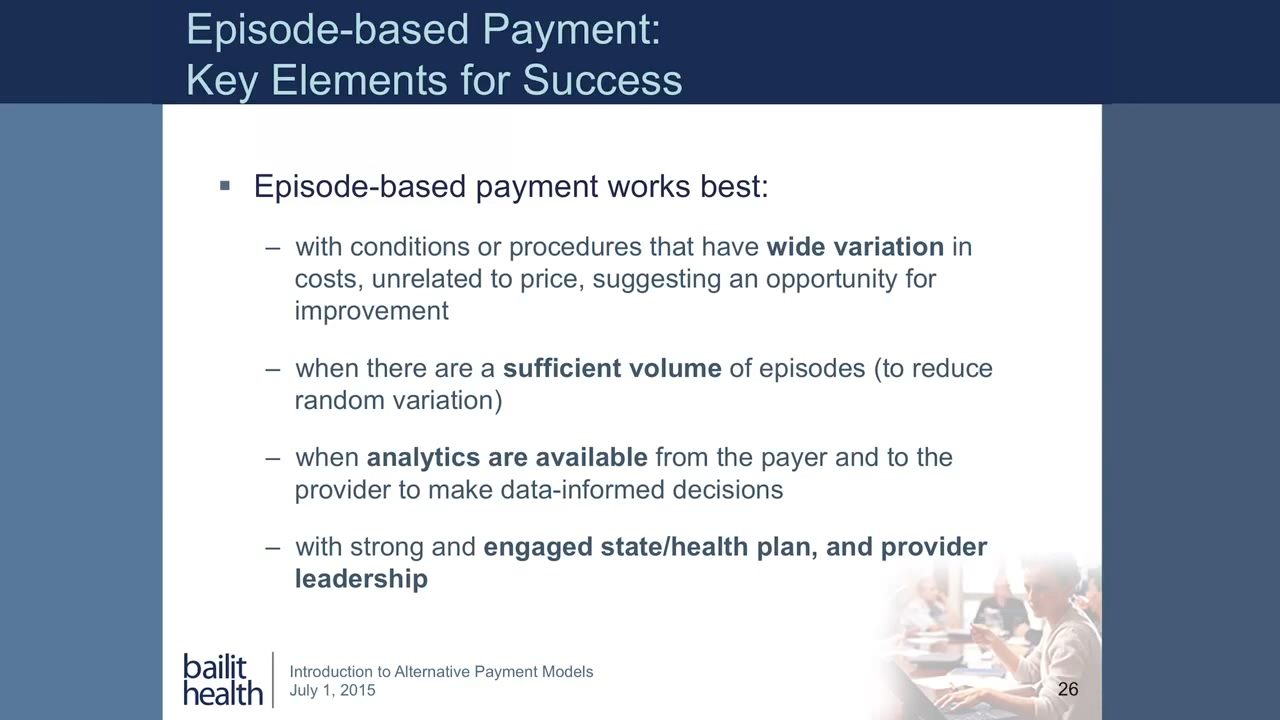 Episode-based Payment:
Key Elements for Success
▪ Episode-based payment works best:
– with conditions or procedures that have wide variation in
costs, unrelated to price, suggesting an opportunity for
improvement
– when there are a sufficient volume of episodes (to reduce
random variation)
– when analytics are available from the payer and to the
provider to make data-informed decisions
– with strong and engaged state/health plan, and provider
leadership
bailit
health
Introduction to Alternative Payment Models
July 1, 2015
26